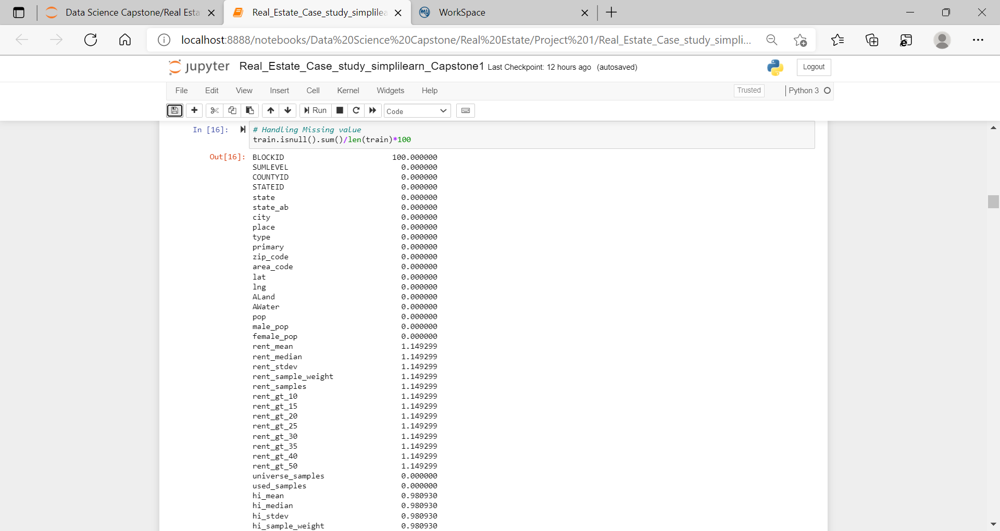 Data Science Capstone/Real Esta
Real_Estate_Case_study_simplilea
WorkSpace
localhost:8888/notebooks/Data%20Science%20Capstone/Real%20Estate/Project%201/Real_Estate_Case_study_simpli...
jupyter Real_Estate_Case_study_simplilearn_Capstone1 Last Checkpoint: 12 hours ago (autosaved)
Logout
File Edit View Insert Cell Kernel Widgets Help Trusted Python 3
Run Code
In [16]: # Handling Missing value
train.isnull().sum()/len(train)*100
Out[16]: BLOCKID 100.000000
SUMLEVEL 0.000000
COUNTYID 0.000000
STATEID 0.000000
state 0.000000
state_ab 0.000000
city 0.000000
place 0.000000
type 0.000000
primary 0.000000
zip_code 0.000000
area_code 0.000000
lat 0.000000
lng 0.000000
ALand 0.000000
AWater 0.000000
pop 0.000000
male_pop 0.000000
female_pop 0.000000
rent_mean 1.149299
rent_median 1.149299
rent_stdev 1.149299
rent_sample_weight 1.149299
rent_samples 1.149299
rent_gt_10 1.149299
rent_gt_15 1.149299
rent_gt_20 1.149299
rent_gt_25 1.149299
rent_gt_30 1.149299
rent_gt_35 1.149299
rent_gt_40 1.149299
rent_gt_50 1.149299
universe_samples 0.000000
used_samples 0.000000
hi_mean 0.980930
hi_median 0.980930
hi_stdev 0.980930
hi_sample_weight 0.980930